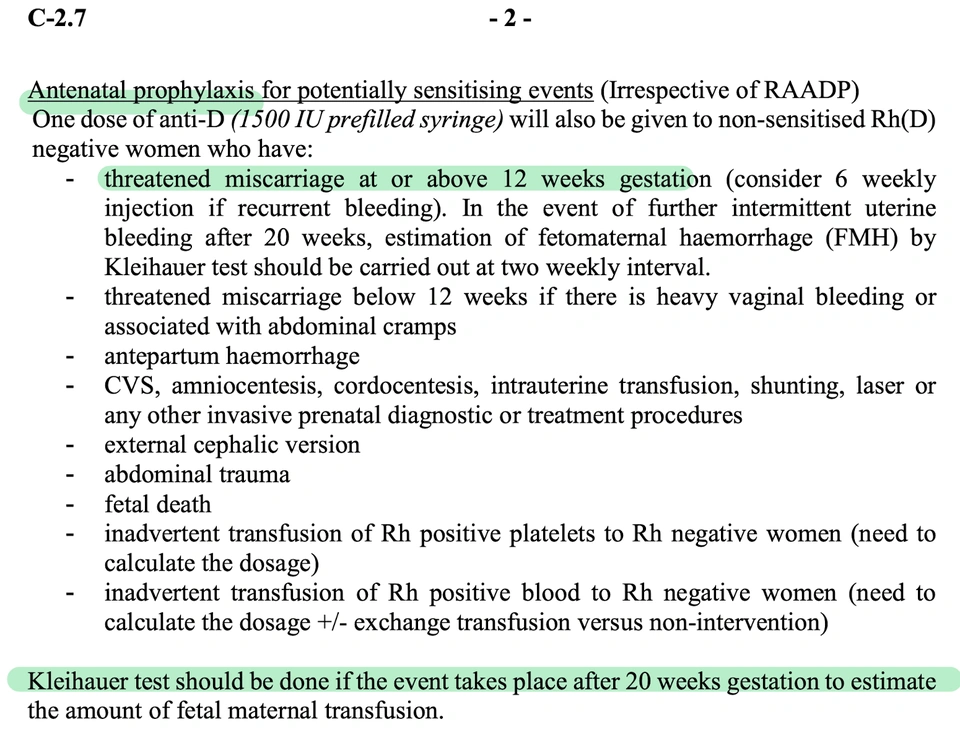 C-2.7 - 2 -
Antenatal prophylaxis for potentially sensitising events (Irrespective of RAADP)
One dose of anti-D (1500 IU prefilled syringe) will also be given to non-sensitised Rh(D)
negative women who have:
- threatened miscarriage at or above 12 weeks gestation (consider 6 weekly
injection if recurrent bleeding). In the event of further intermittent uterine
bleeding after 20 weeks, estimation of fetomaternal haemorrhage (FMH) by
Kleihauer test should be carried out at two weekly interval.
- threatened miscarriage below 12 weeks if there is heavy vaginal bleeding or
associated with abdominal cramps
- antepartum haemorrhage
- CVS, amniocentesis, cordocentesis, intrauterine transfusion, shunting, laser or
any other invasive prenatal diagnostic or treatment procedures
- external cephalic version
- abdominal trauma
- fetal death
- inadvertent transfusion of Rh positive platelets to Rh negative women (need to
calculate the dosage)
- inadvertent transfusion of Rh positive blood to Rh negative women (need to
calculate the dosage +/- exchange transfusion versus non-intervention)
Kleihauer test should be done if the event takes place after 20 weeks gestation to estimate
the amount of fetal maternal transfusion.